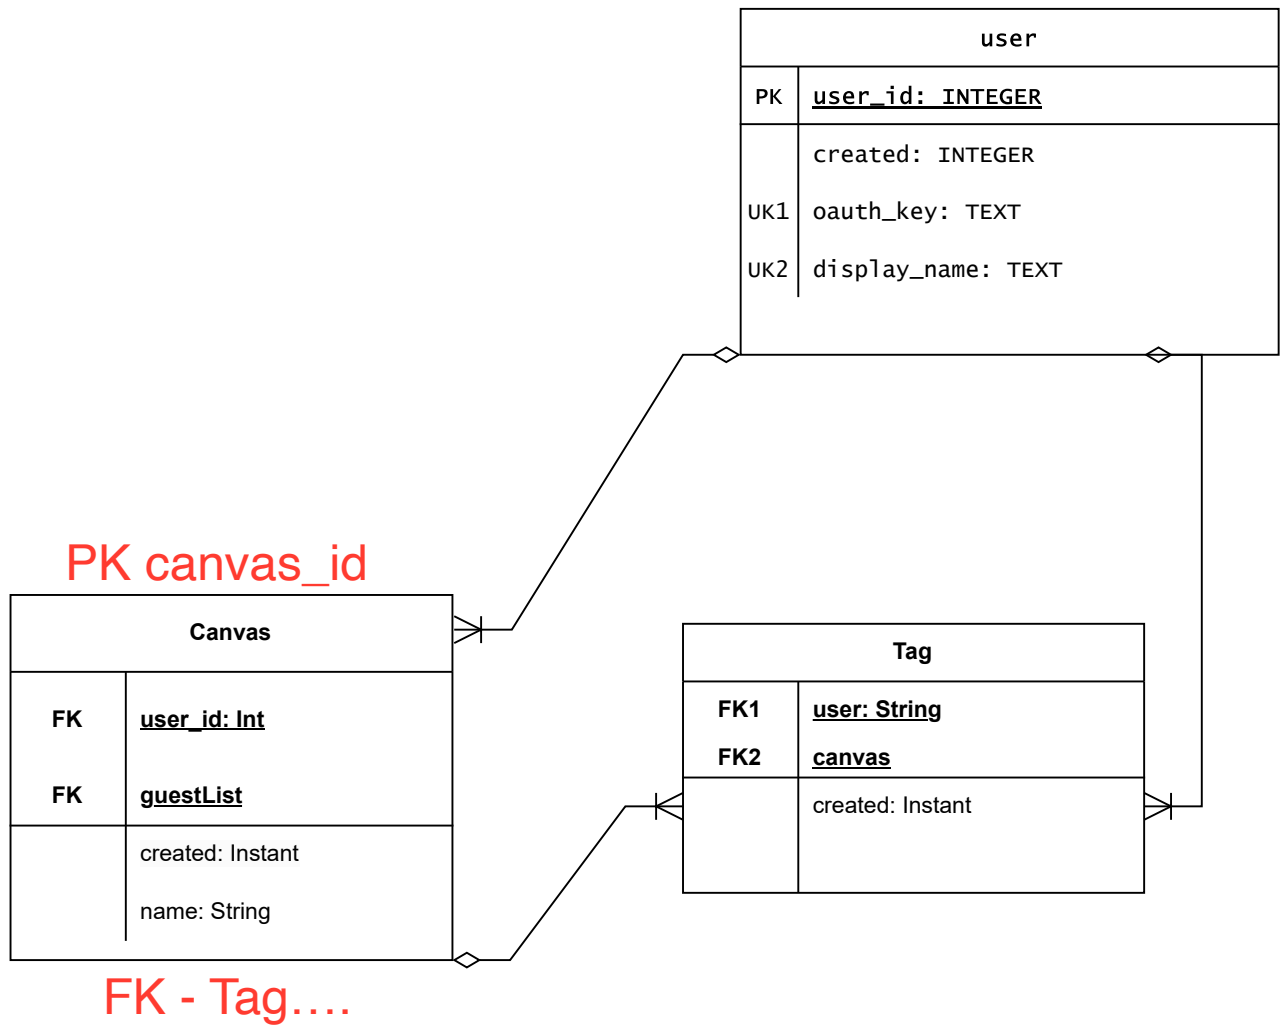 user
PK user_id: INTEGER
created: INTEGER
UK1 oauth_key: TEXT
UK2 display_name: TEXT
PK canvas_id
Canvas
FK user_id: Int
FK guestList
created: Instant
name: String
FK - Tag....
Tag
FK1 user: String
FK2 canvas
created: Instant